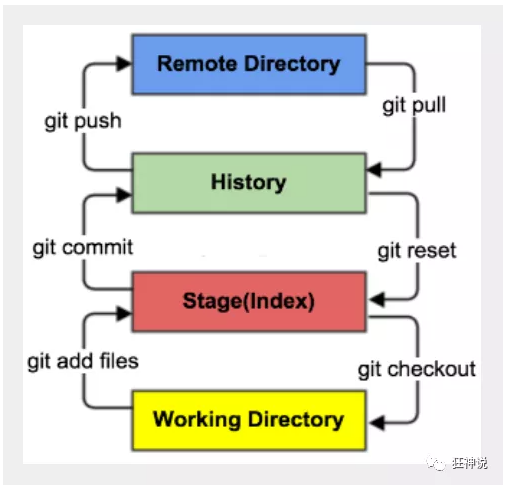 Remote Directory
git push
git pull
History
git commit
git reset
Stage(Index)
git add files
git checkout
Working Directory
狂神说